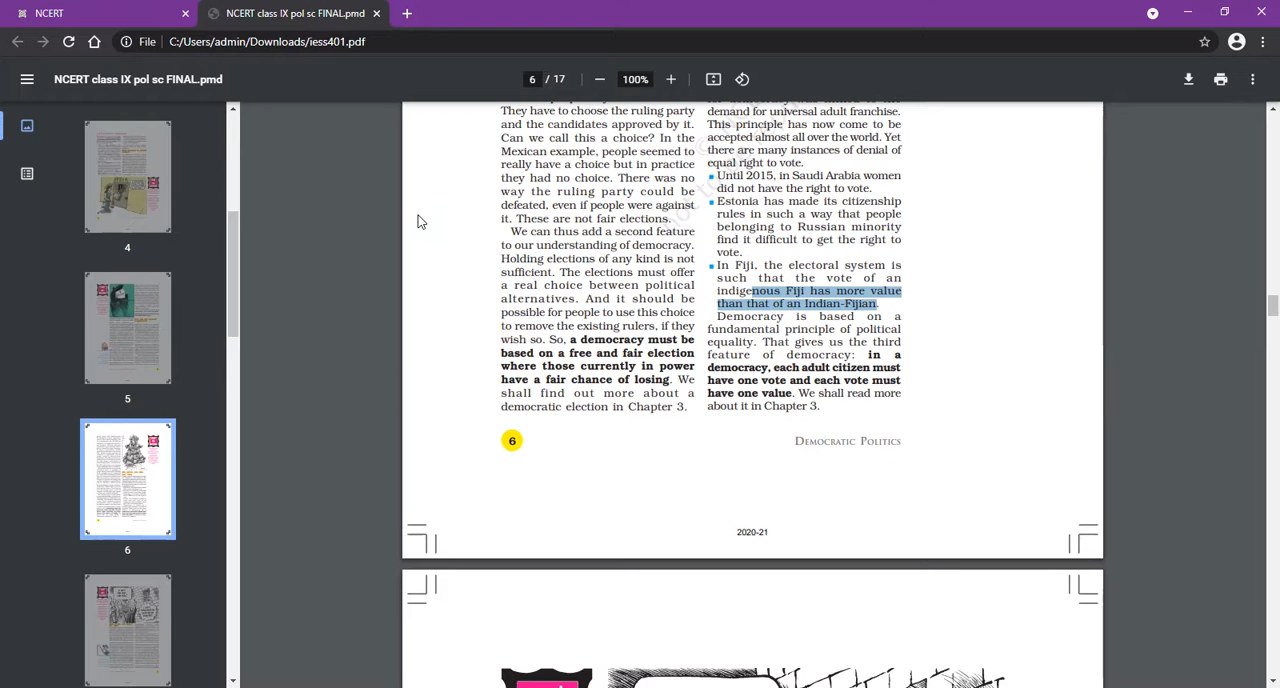 NCERT
NCERT class IX pol sc FINAL.pmd
File
C:/Users/admin/Downloads/iess401.pdf
NCERT class IX pol sc FINAL.pmd
6 / 17
100%
4
5
6
They have to choose the ruling party
and the candidates approved by it.
Can we call this a choice? In the
Mexican example, people seemed to
really have a choice but in practice
they had no choice. There was no
way the ruling party could be
defeated, even if people were against
it. These are not fair elections.
We can thus add a second feature
to our understanding of democracy.
Holding elections of any kind is not
sufficient. The elections must offer
a real choice between political
alternatives. And it should be
possible for people to use this choice
to remove the existing rulers, if they
wish so. So, a democracy must be
based on a free and fair election
where those currently in power
have a fair chance of losing. We
shall find out more about a
democratic election in Chapter 3.
demand for universal adult franchise.
This principle has now come to be
accepted almost all over the world. Yet
there are many instances of denial of
equal right to vote.
Until 2015, in Saudi Arabia women
did not have the right to vote.
Estonia has made its citizenship
rules in such a way that people
belonging to Russian minority
find it difficult to get the right to
vote.
In Fiji, the electoral system is
such that the vote of an
indigenous Fiji has more value
than that of an Indian-Fijian.
Democracy is based on a
fundamental principle of political
equality. That gives us the third
feature of democracy: in a
democracy, each adult citizen must
have one vote and each vote must
have one value. We shall read more
about it in Chapter 3.
6
DEMOCRATIC POLITICS
2020-21